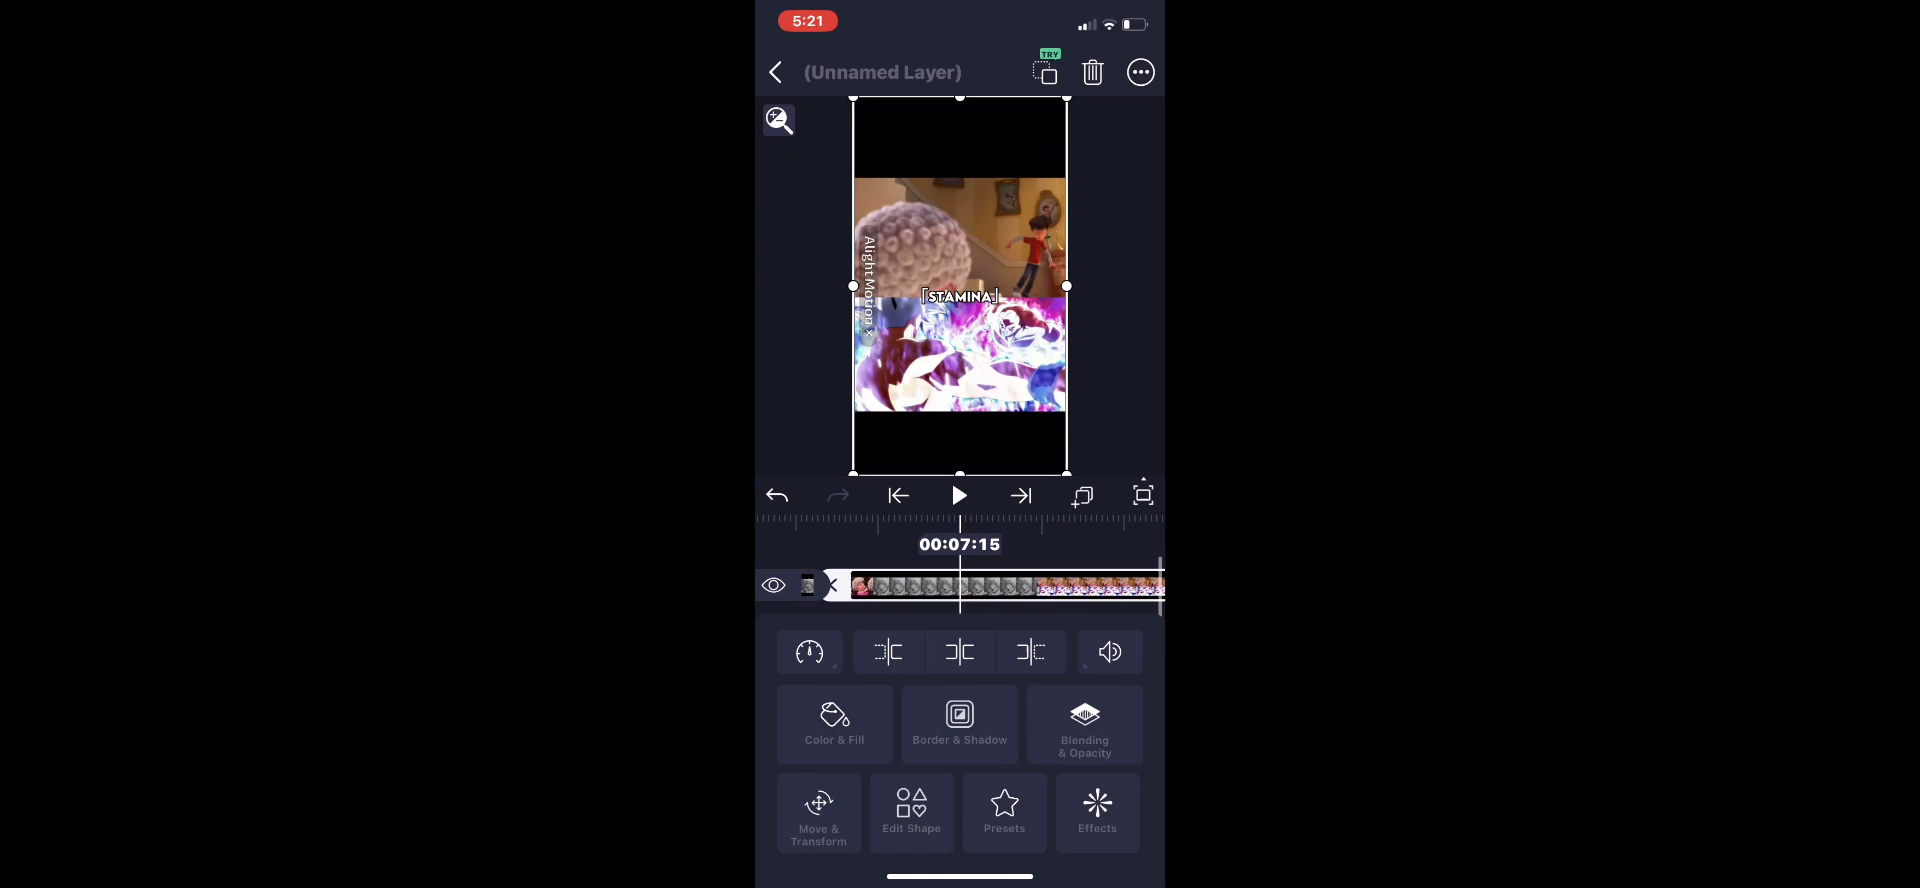 5:21
TRY
(Unnamed Layer)
Alight Motion ×
「STAMINA」
00:07:15
Color & Fill
Border & Shadow
Blending
& Opacity
Move &
Transform
Edit Shape
Presets
Effects